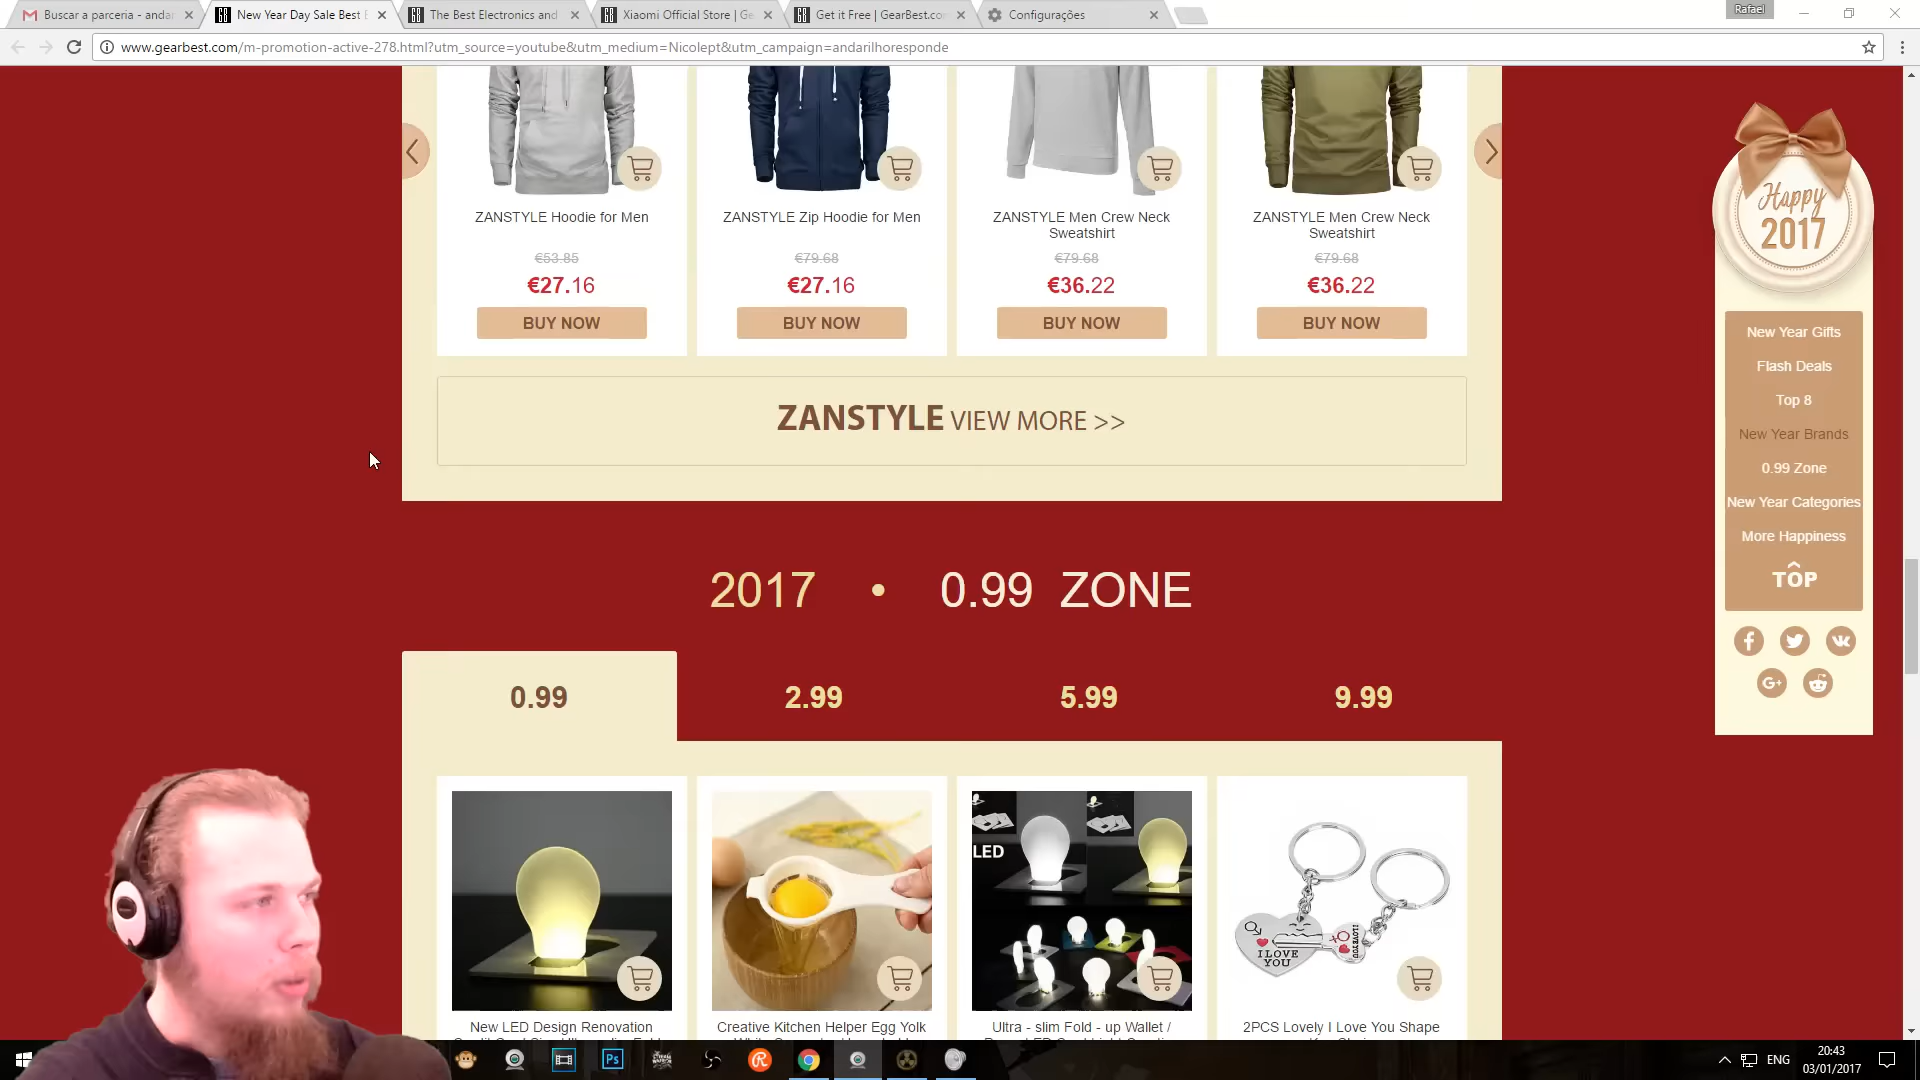 Buscar a parceria - anda
New Year Day Sale Best
The Best Electronics and
Xiaomi Official Store | G
Get it Free | GearBest.co
Configurações
Rafael
www.gearbest.com/m-promotion-active-278.html?utm_source=youtube&utm_medium=Nicolept&utm_campaign=andarilhoresponde
ZANSTYLE Hoodie for Men
€53.85
€27.16
BUY NOW
ZANSTYLE Zip Hoodie for Men
€79.68
€27.16
BUY NOW
ZANSTYLE Men Crew Neck
Sweatshirt
€79.68
€36.22
BUY NOW
ZANSTYLE Men Crew Neck
Sweatshirt
€79.68
€36.22
BUY NOW
ZANSTYLE VIEW MORE >>
2017 • 0.99 ZONE
0.99
2.99
5.99
9.99
LED
I LOVE
YOU
New LED Design Renovation
Creative Kitchen Helper Egg Yolk
Ultra - slim Fold - up Wallet /
2PCS Lovely I Love You Shape
Happy
2017
New Year Gifts
Flash Deals
Top 8
New Year Brands
0.99 Zone
New Year Categories
More Happiness
TOP
Ps
ENG
20:43
03/01/2017